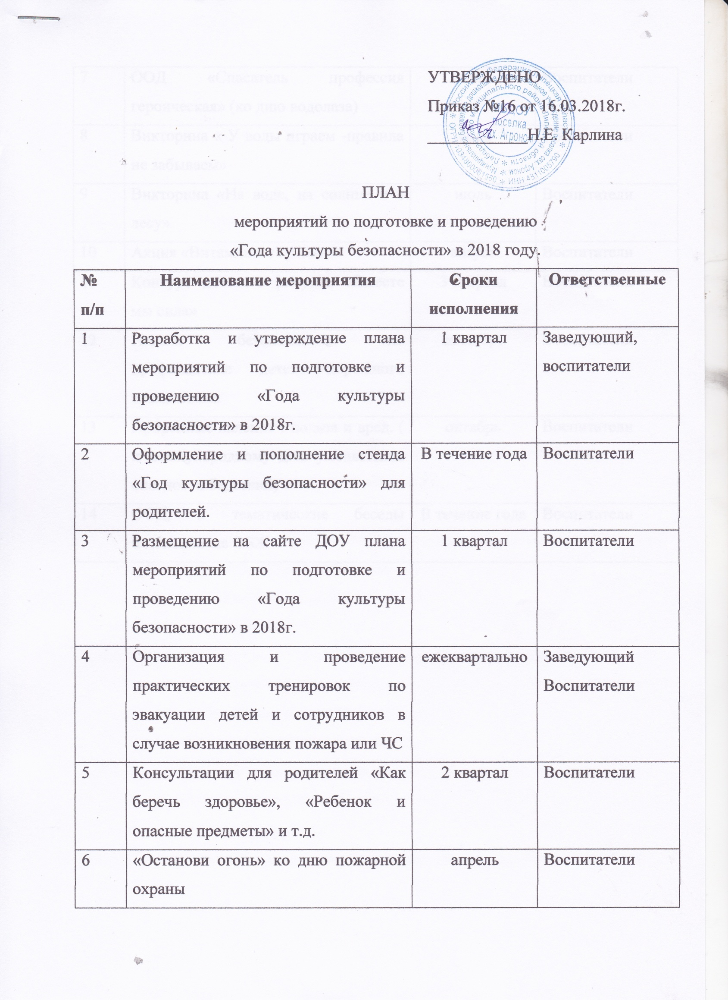 УТВЕРЖДЕНО
Приказ №16 от 16.03.2018г.
Н.Е. Карлина
МБДОУ
поселка
сх. Агроном
ПЛАН
мероприятий по подготовке и проведению
«Года культуры безопасности» в 2018 году.
№ п/п Наименование мероприятия Сроки исполнения Ответственные
1 Разработка и утверждение плана 1 квартал Заведующий,
мероприятий по подготовке и воспитатели
проведению «Года культуры
безопасности» в 2018г.
2 Оформление и пополнение стенда В течение года Воспитатели
«Год культуры безопасности» для
родителей.
3 Размещение на сайте ДОУ плана 1 квартал Воспитатели
мероприятий по подготовке и
проведению «Года культуры
безопасности» в 2018г.
4 Организация и проведение ежеквартально Заведующий
практических тренировок по Воспитатели
эвакуации детей и сотрудников в
случае возникновения пожара или ЧС
5 Консультации для родителей «Как 2 квартал Воспитатели
беречь здоровье», «Ребенок и
опасные предметы» и т.д.
6 «Останови огонь» ко дню пожарной апрель Воспитатели
охраны